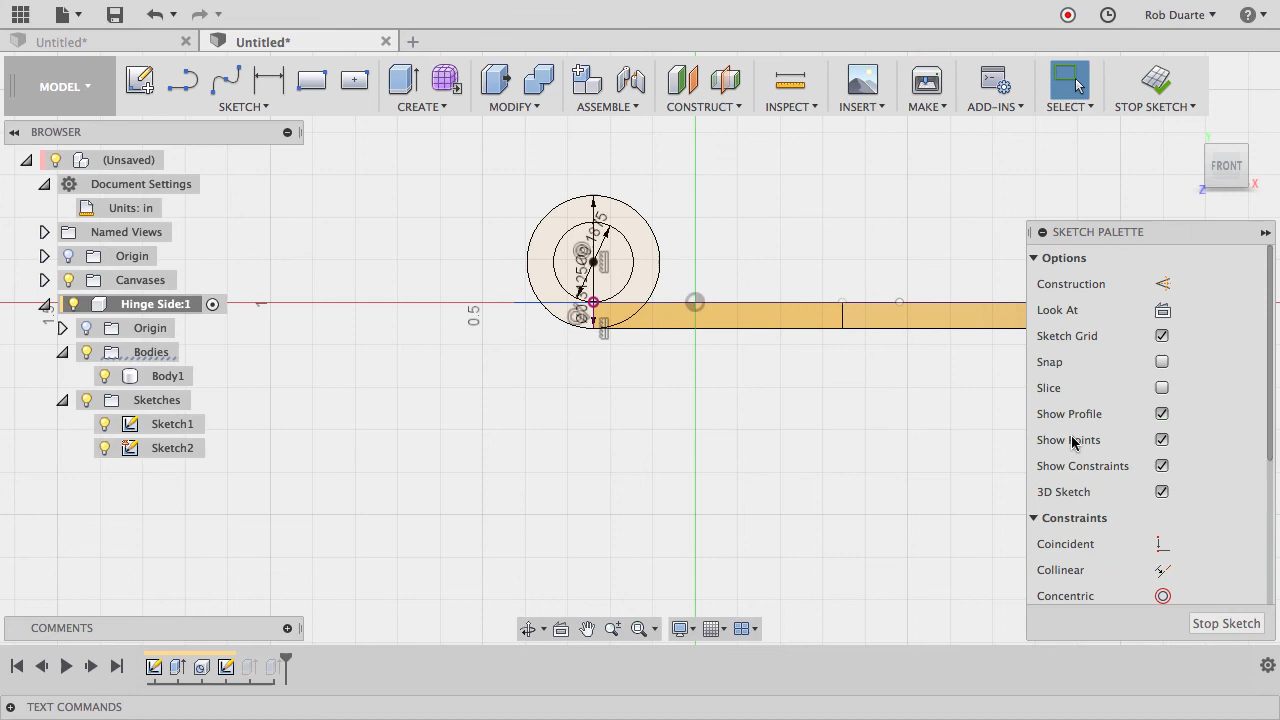 Rob Duarte
Untitled*
Untitled*
MODEL
SKETCH
CREATE
MODIFY
ASSEMBLE
CONSTRUCT
INSPECT
INSERT
MAKE
ADD-INS
SELECT
STOP SKETCH
BROWSER
(Unsaved)
Document Settings
Units: in
Named Views
Origin
Canvases
Hinge Side:1
Origin
Bodies
Body1
Sketches
Sketch1
Sketch2
1
0.5
FRONT
Y
X
Z
SKETCH PALETTE
Options
Construction
Look At
Sketch Grid
Snap
Slice
Show Profile
Show Points
Show Constraints
3D Sketch
Constraints
Coincident
Collinear
Concentric
Stop Sketch
COMMENTS
TEXT COMMANDS